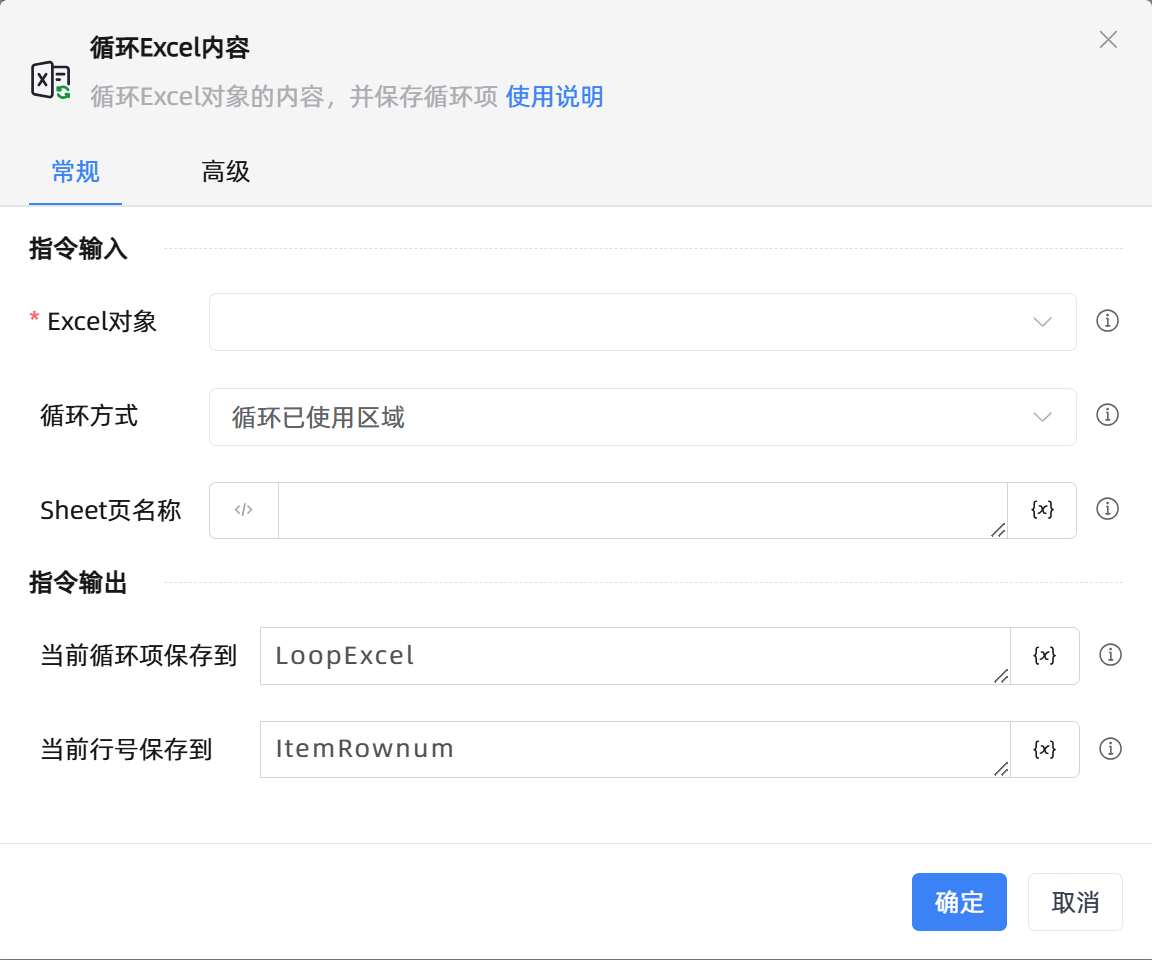 循环Excel内容
循环Excel对象的内容，并保存循环项 使用说明
常规 高级
指令输入
* Excel对象
循环方式 循环已使用区域
Sheet页名称 </> {x}
指令输出
当前循环项保存到 LoopExcel {x}
当前行号保存到 ItemRownum {x}
确定 取消